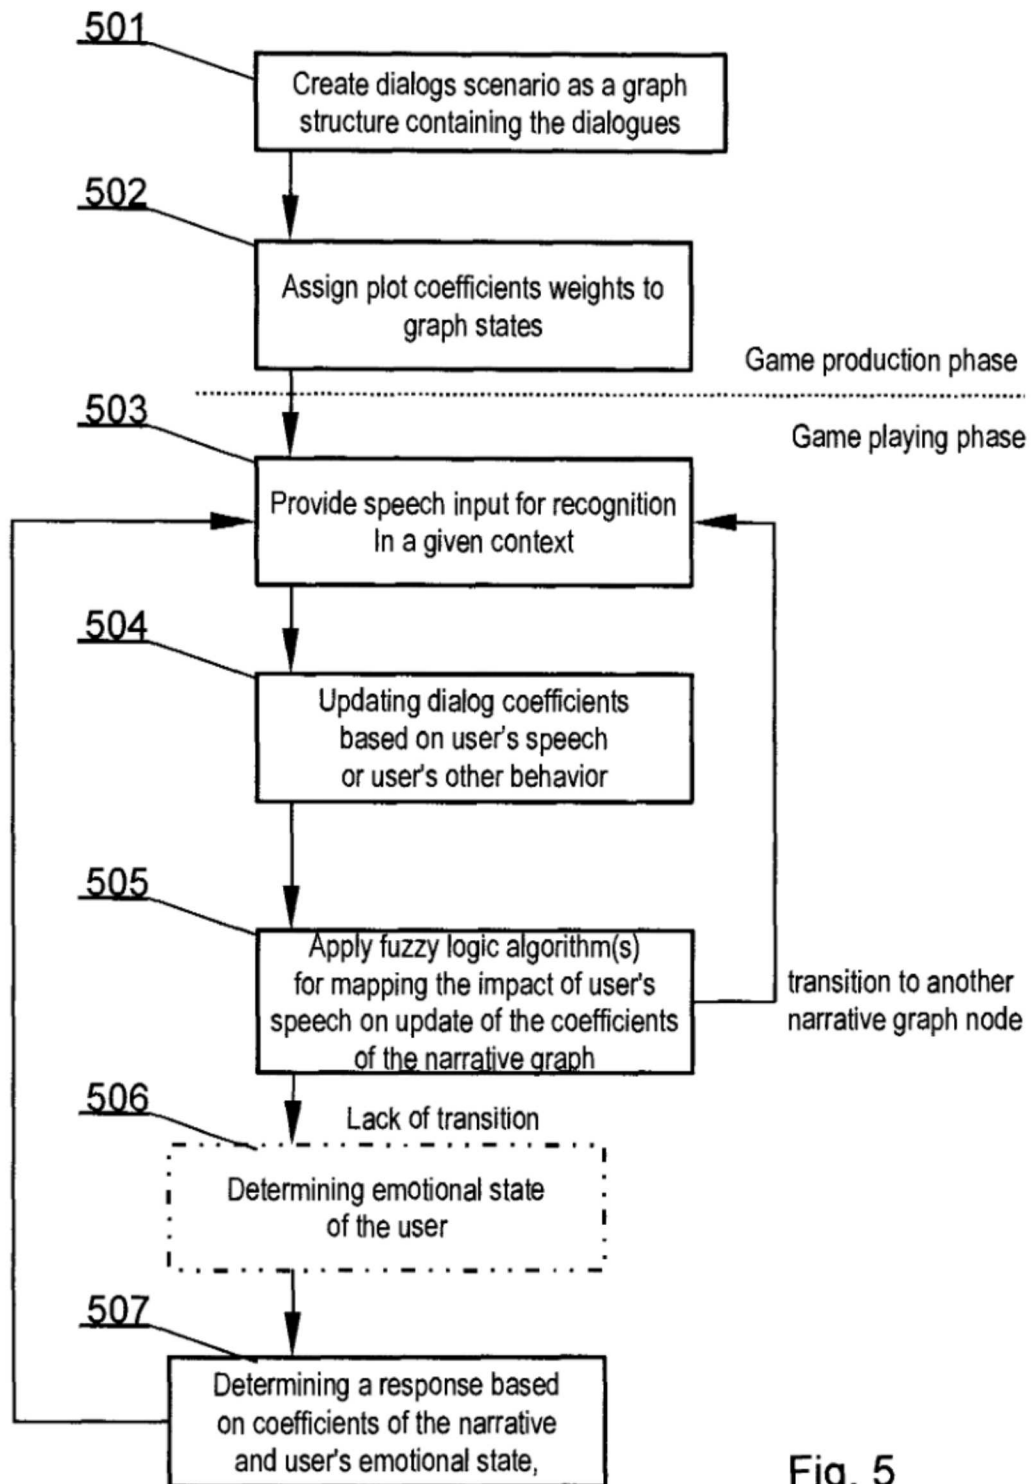 501
Create dialogs scenario as a graph
structure containing the dialogues
502
Assign plot coefficients weights to
graph states
Game production phase
503
Game playing phase
Provide speech input for recognition
In a given context
504
Updating dialog coefficients
based on user's speech
or user's other behavior
505
Apply fuzzy logic algorithm(s)
for mapping the impact of user's
speech on update of the coefficients
of the narrative graph
transition to another
narrative graph node
506
Lack of transition
Determining emotional state
of the user
507
Determining a response based
on coefficients of the narrative
and user's emotional state,
Fig. 5